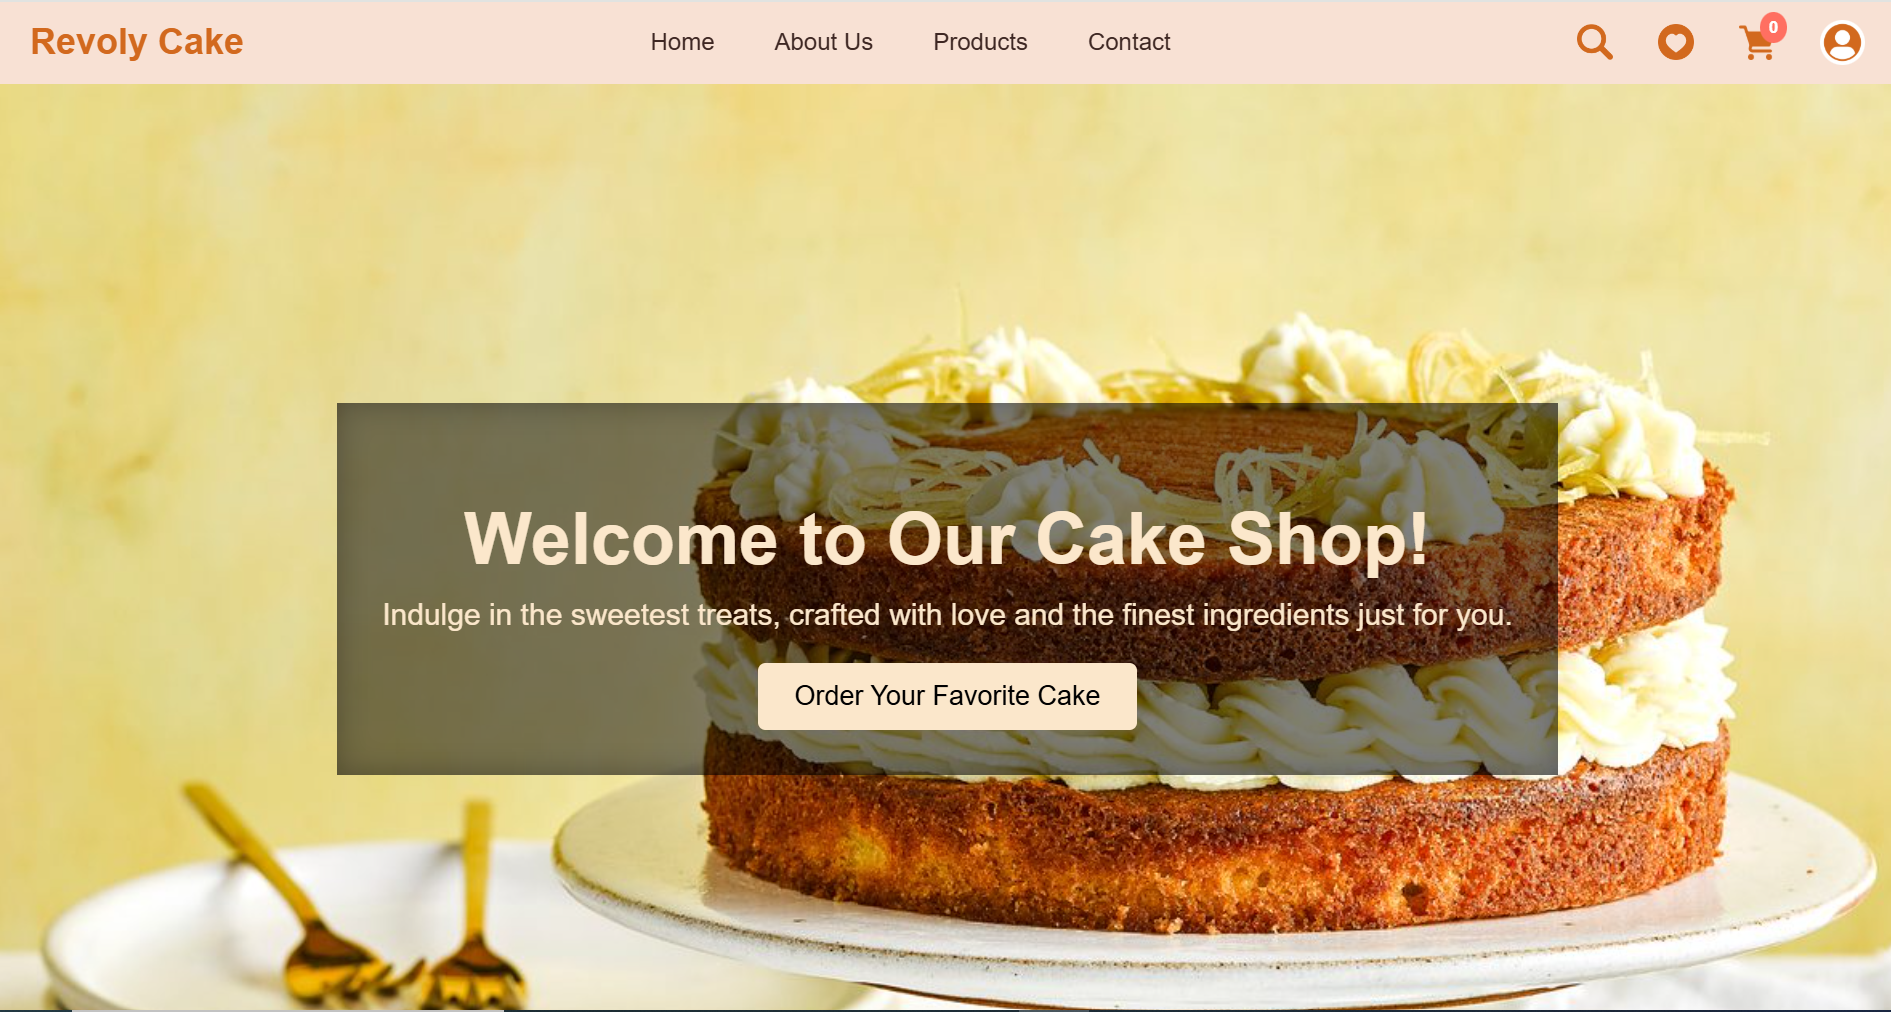 Revoly Cake
Home
About Us
Products
Contact
0
Welcome to Our Cake Shop!
Indulge in the sweetest treats, crafted with love and the finest ingredients just for you.
Order Your Favorite Cake